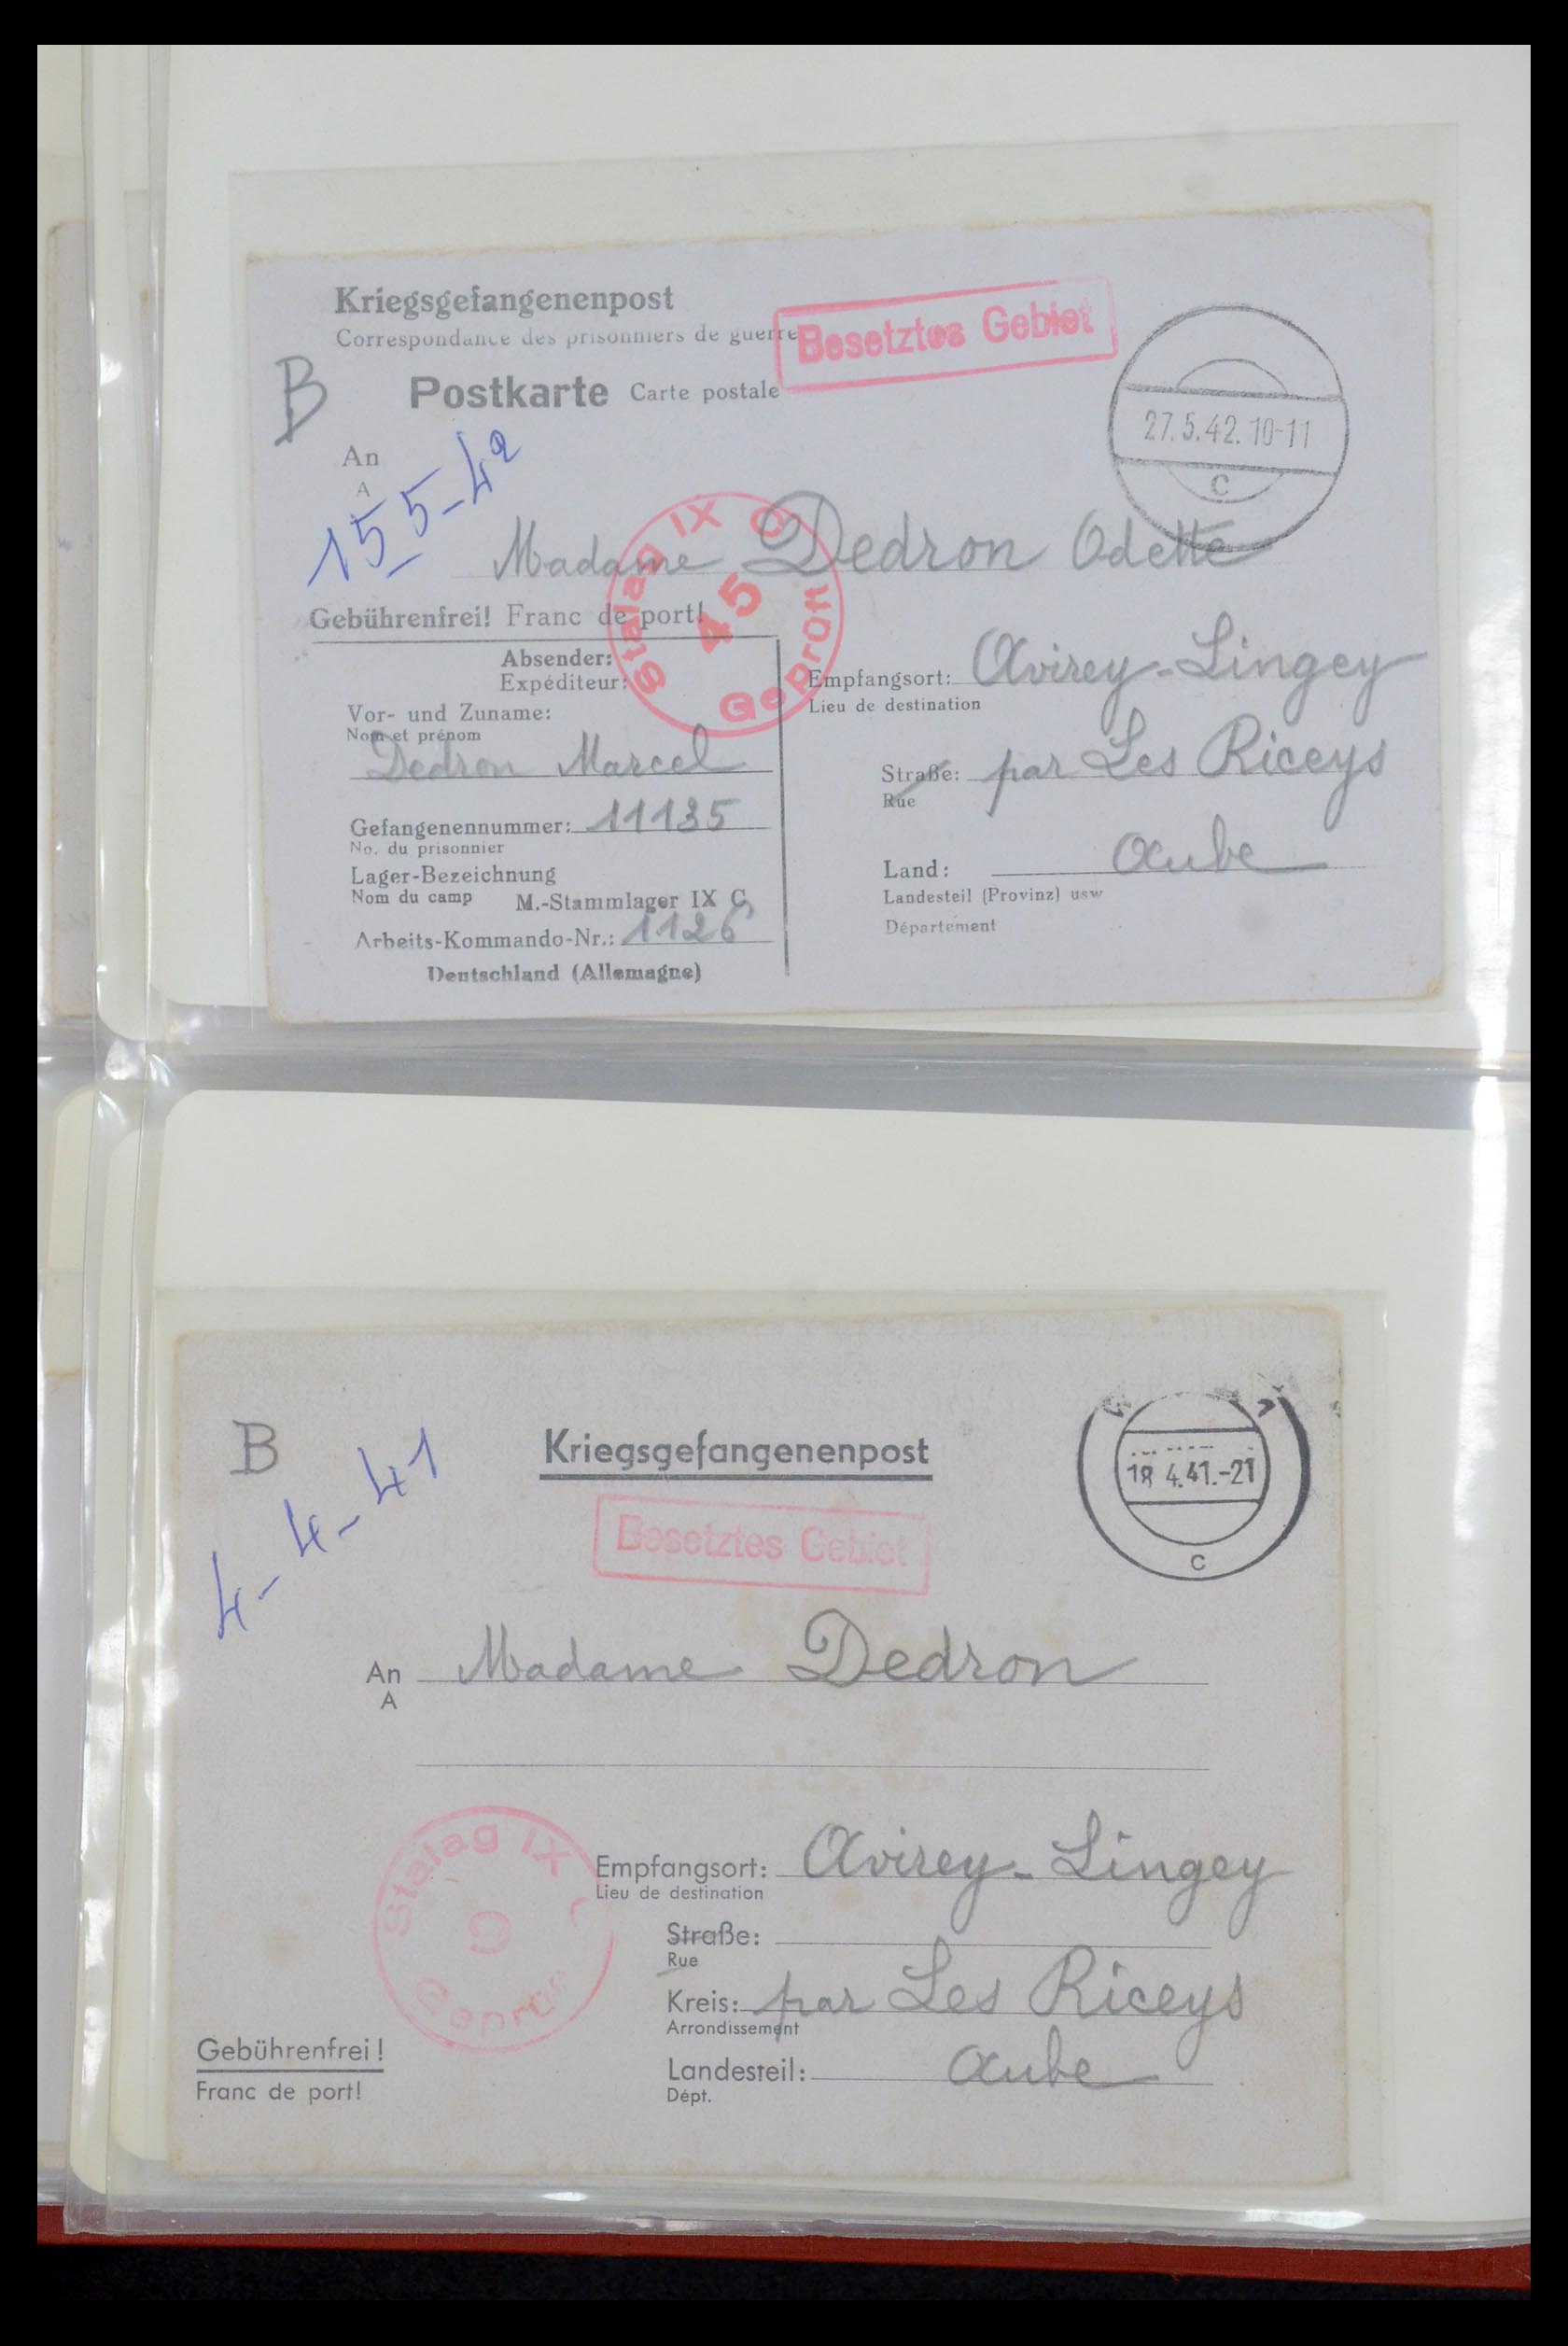 Kriegsgefangenenpost
Correspondance des prisonniers de guerre
Besetztes Gebiet
B
Postkarte Carte postale
27.5.42.10-11
c
An
A
15-5-42
Stalag IX C
45
Geprüft
Madame Dedron Odette
Gebührenfrei! Franc de port!
Absender:
Expéditeur:
Vor- und Zuname:
Nom et prénom
Dedron Marcel
Gefangenennummer: 11135
No. du prisonnier
Lager-Bezeichnung
Nom du camp M.-Stammlager IX C
Arbeits-Kommando-Nr.: 1126
Deutschland (Allemagne)
Empfangsort: Avirey-Lingey
Lieu de destination
Straße: par Les Riceys
Rue
Land: Aube
Landesteil (Provinz) usw
Département
B
4-4-41
Kriegsgefangenenpost
Besetztes Gebiet
18.4.41.-21
c
An Madame Dedron
A
Stalag IX
9
Geprüf
Empfangsort: Avirey-Lingey
Lieu de destination
Straße:
Rue
Kreis: par Les Riceys
Arrondissement
Landesteil: Aube
Dépt.
Gebührenfrei!
Franc de port!